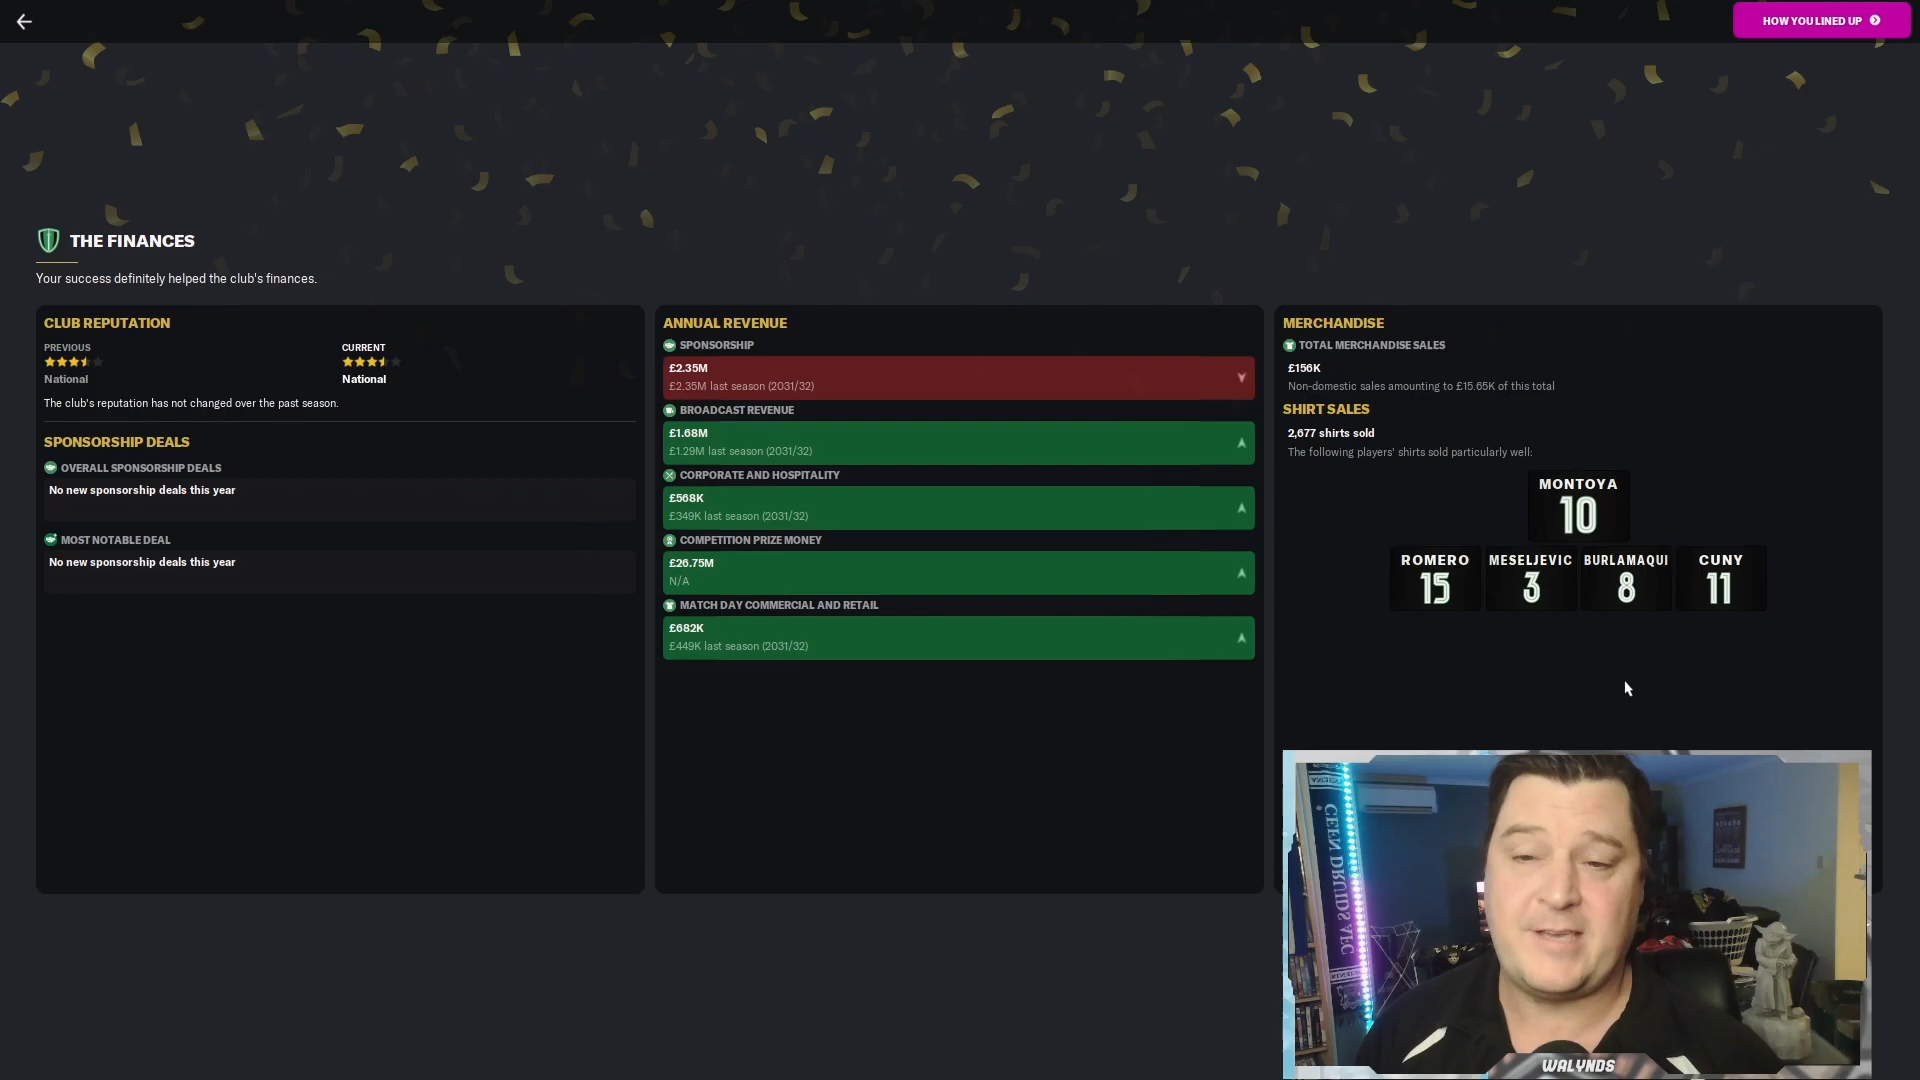 HOW YOU LINED UP
THE FINANCES
Your success definitely helped the club's finances.
CLUB REPUTATION
PREVIOUS
CURRENT
National
National
The club's reputation has not changed over the past season.
SPONSORSHIP DEALS
OVERALL SPONSORSHIP DEALS
No new sponsorship deals this year
MOST NOTABLE DEAL
No new sponsorship deals this year
ANNUAL REVENUE
SPONSORSHIP
£2.35M
£2.35M last season (2031/32)
BROADCAST REVENUE
£1.68M
£1.29M last season (2031/32)
CORPORATE AND HOSPITALITY
£568K
£349K last season (2031/32)
COMPETITION PRIZE MONEY
£26.75M
N/A
MATCH DAY COMMERCIAL AND RETAIL
£682K
£449K last season (2031/32)
MERCHANDISE
TOTAL MERCHANDISE SALES
£156K
Non-domestic sales amounting to £15.65K of this total
SHIRT SALES
2,677 shirts sold
The following players' shirts sold particularly well:
MONTOYA
10
ROMERO MESELJEVIC BURLAMAQUI CUNY
15 3 8 11
CEFN DRUIDS AFC
WALYNDS